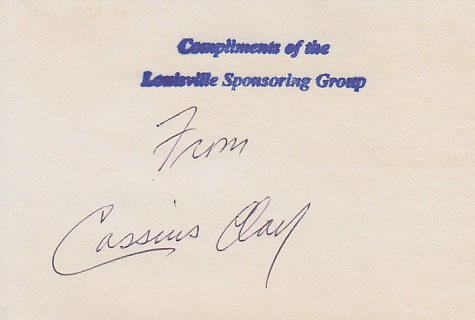 Compliments of the
Louisville Sponsoring Group
From
Cassius Clay